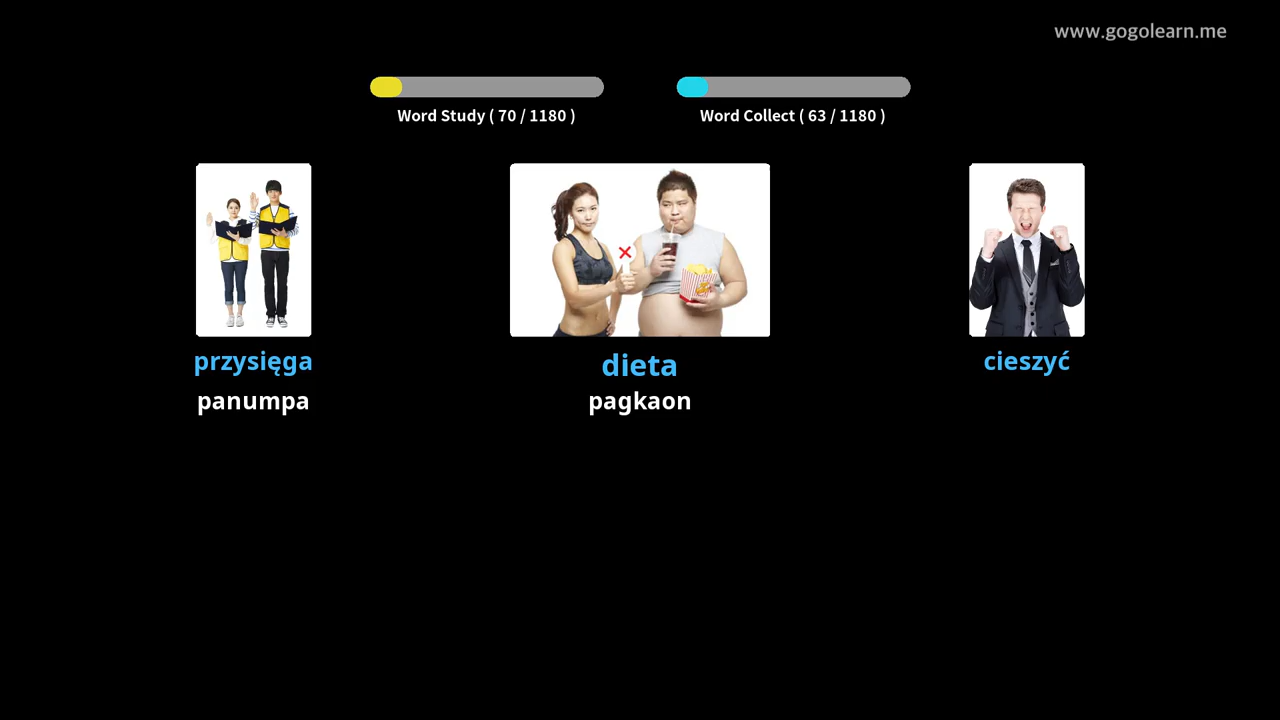 www.gogolearn.me
Word Study ( 70 / 1180 )
Word Collect ( 63 / 1180 )
przysięga
dieta
cieszyć
panumpa
pagkaon